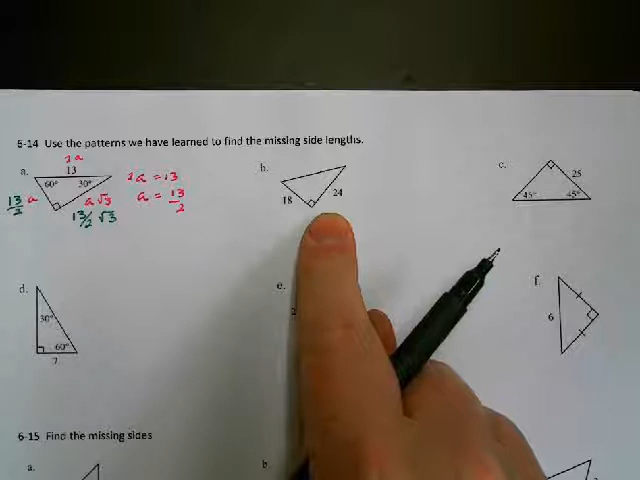 6-14 Use the patterns we have learned to find the missing side lengths.
2a
a. 13 2a = 13
60° 30°
13/2 a a√3 a = 13/2
13/2 √3
b.
18 24
c. 25
45° 45°
d.
30°
60°
7
e.
f.
6
6-15 Find the missing sides
a. b